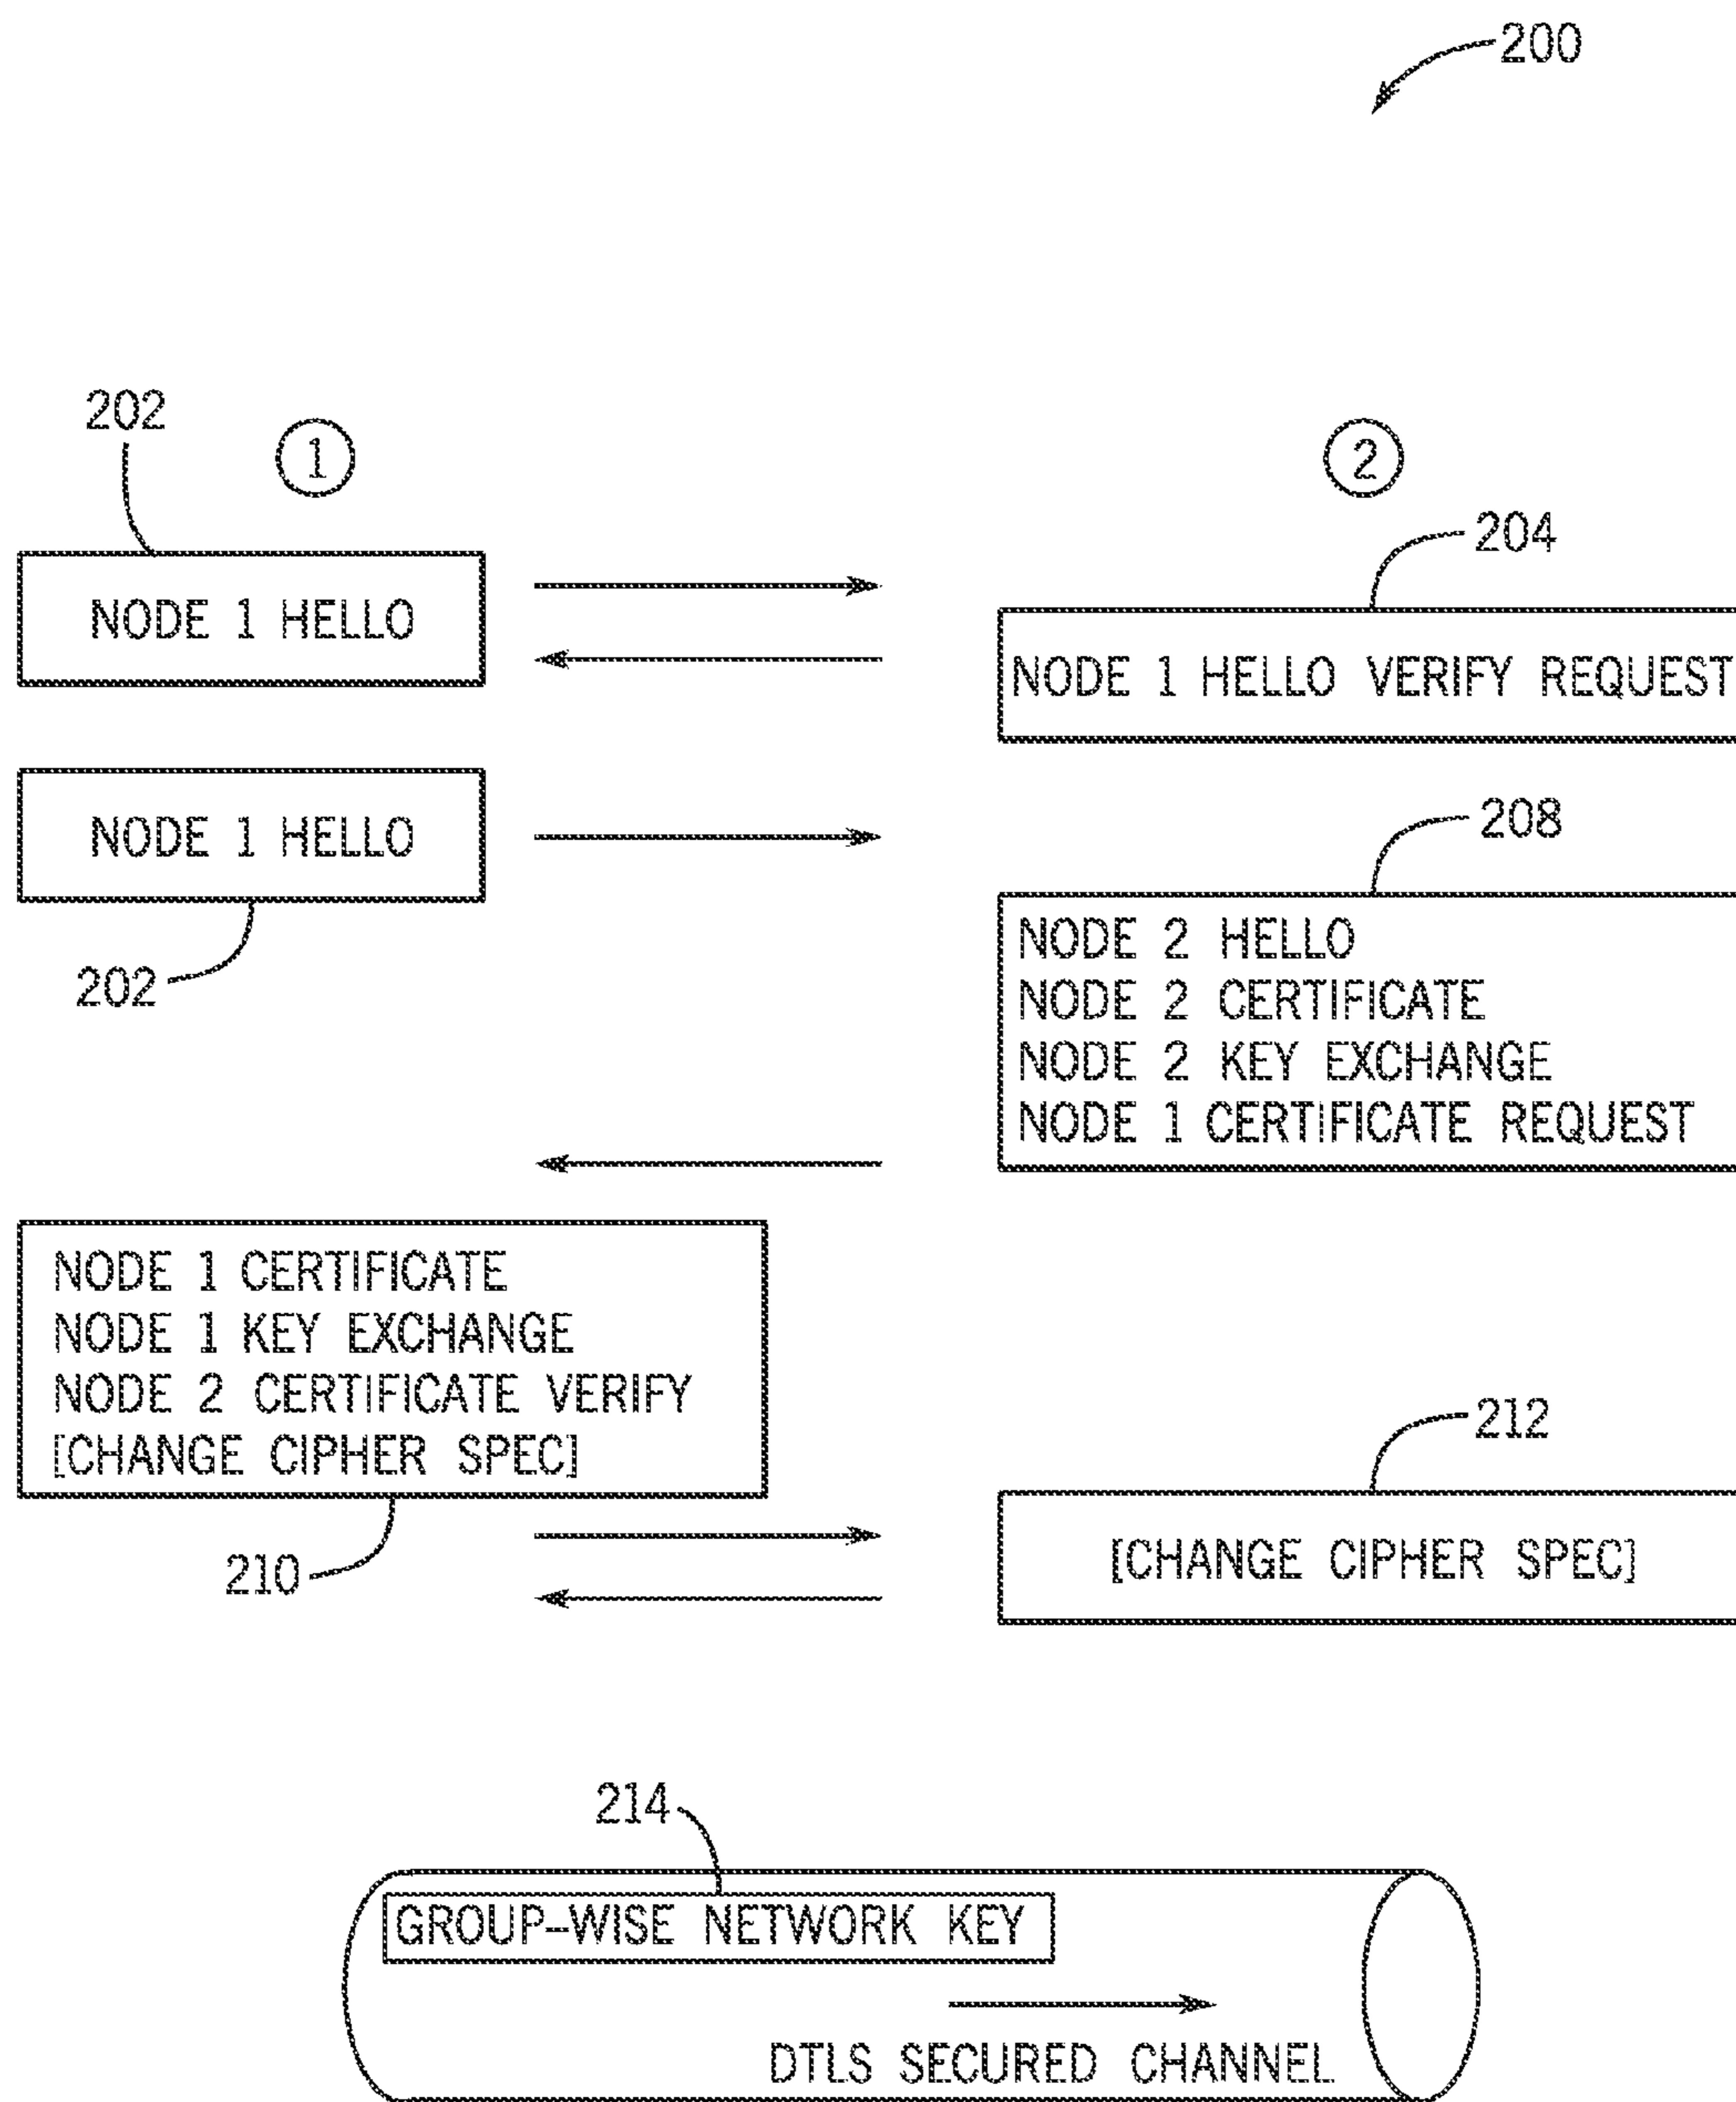 200
202
1
2
204
NODE 1 HELLO
NODE 1 HELLO VERIFY REQUEST
NODE 1 HELLO
208
202
NODE 2 HELLO
NODE 2 CERTIFICATE
NODE 2 KEY EXCHANGE
NODE 1 CERTIFICATE REQUEST
NODE 1 CERTIFICATE
NODE 1 KEY EXCHANGE
NODE 2 CERTIFICATE VERIFY
[CHANGE CIPHER SPEC]
210
212
[CHANGE CIPHER SPEC]
214
GROUP-WISE NETWORK KEY
DTLS SECURED CHANNEL